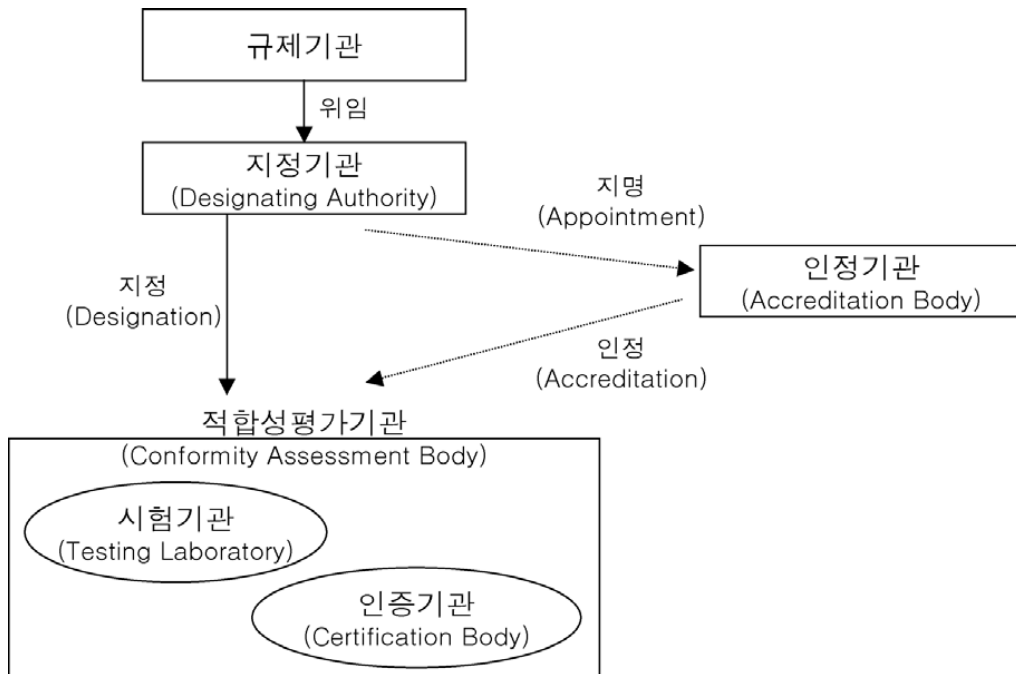 규제기관
위임
지정기관
(Designating Authority)
지명
(Appointment)
인정기관
(Accreditation Body)
지정
(Designation)
인정
(Accreditation)
적합성평가기관
(Conformity Assessment Body)
시험기관
(Testing Laboratory)
인증기관
(Certification Body)